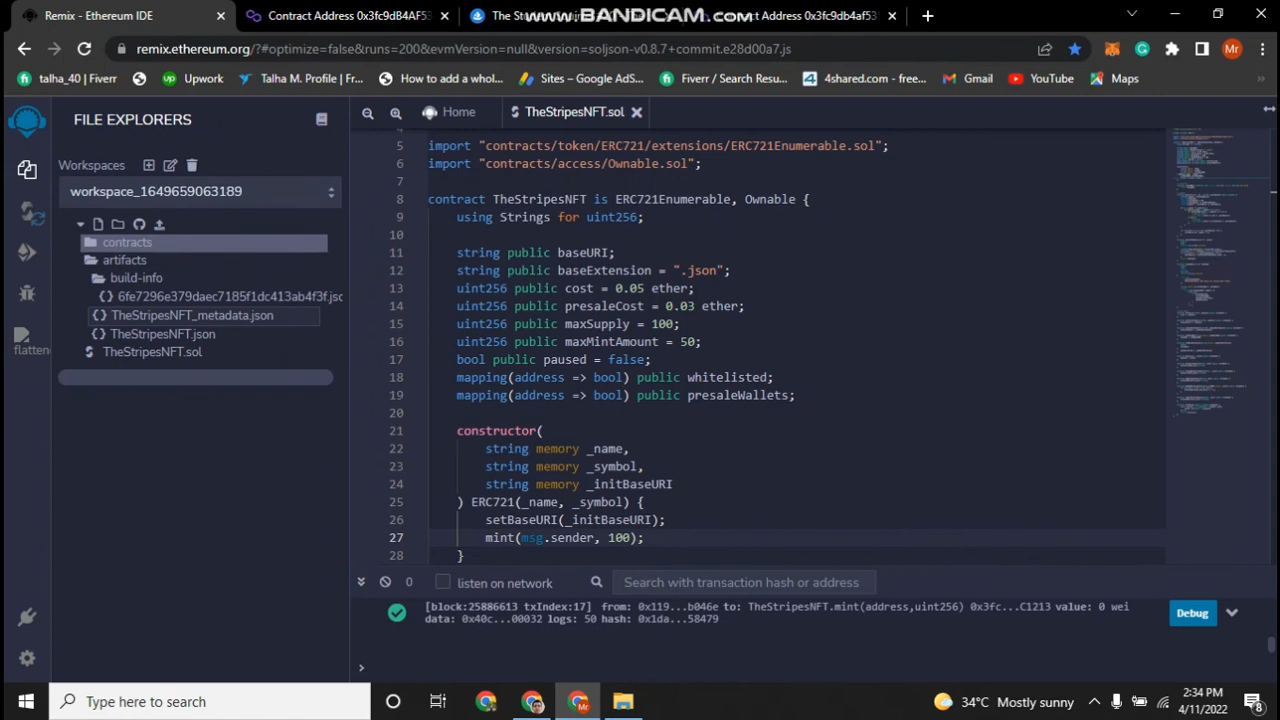 Remix - Ethereum IDE
Contract Address 0x3fc9dB4AF53
The St
Contract Address 0x3fc9db4af53
www.BANDICAM.com
remix.ethereum.org/?#optimize=false&runs=200&evmVersion=null&version=soljson-v0.8.7+commit.e28d00a7.js
Mr
talha_40 | Fiverr
Upwork
Talha M. Profile | Fi...
How to add a whol...
Sites – Google AdS...
Fiverr / Search Resu...
4shared.com - free...
Gmail
YouTube
Maps
FILE EXPLORERS
Home
TheStripesNFT.sol
Workspaces
workspace_1649659063189
contracts
artifacts
build-info
6fe7296e379daec7185f1dc413ab4f3f.jsc
TheStripesNFT_metadata.json
TheStripesNFT.json
TheStripesNFT.sol
flatten
4
5 import "contracts/token/ERC721/extensions/ERC721Enumerable.sol";
6 import "contracts/access/Ownable.sol";
7
8 contract TheStripesNFT is ERC721Enumerable, Ownable {
9 using Strings for uint256;
10
11 string public baseURI;
12 string public baseExtension = ".json";
13 uint256 public cost = 0.05 ether;
14 uint256 public presaleCost = 0.03 ether;
15 uint256 public maxSupply = 100;
16 uint256 public maxMintAmount = 50;
17 bool public paused = false;
18 mapping(address => bool) public whitelisted;
19 mapping(address => bool) public presaleWallets;
20
21 constructor(
22 string memory _name,
23 string memory _symbol,
24 string memory _initBaseURI
25 ) ERC721(_name, _symbol) {
26 setBaseURI(_initBaseURI);
27 mint(msg.sender, 100);
28 }
0
listen on network
Search with transaction hash or address
[block:25886613 txIndex:17] from: 0x119...b046e to: TheStripesNFT.mint(address,uint256) 0x3fc...C1213 value: 0 wei
data: 0x40c...00032 logs: 50 hash: 0x1da...58479
Debug
>
Type here to search
34°C Mostly sunny
2:34 PM
4/11/2022
8